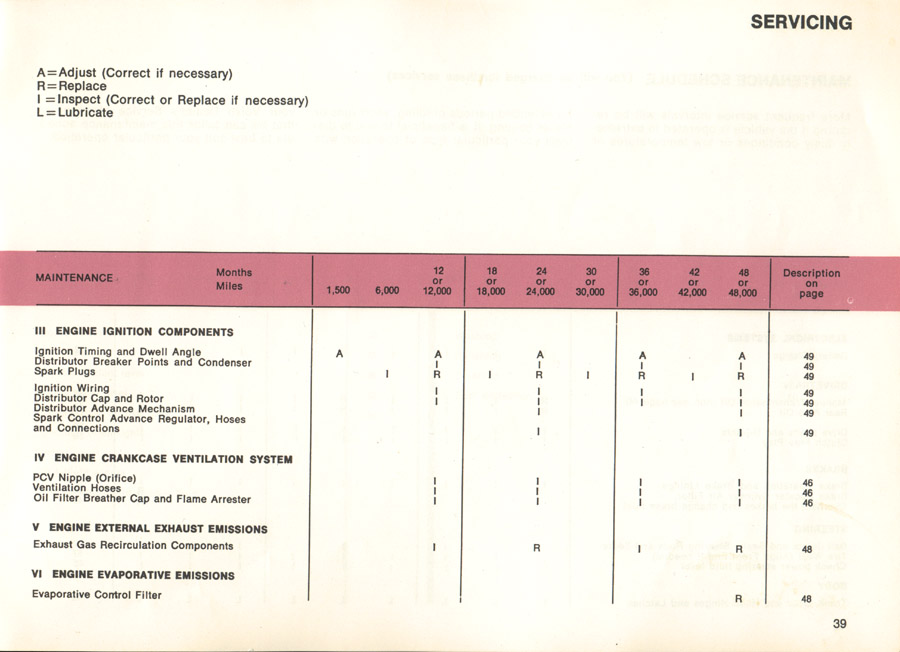 SERVICING
A=Adjust (Correct if necessary)
R=Replace
I =Inspect (Correct or Replace if necessary)
L=Lubricate
MAINTENANCE Months Miles 1,500 6,000 12 or 12,000 18 or 18,000 24 or 24,000 30 or 30,000 36 or 36,000 42 or 42,000 48 or 48,000 Description on page
III ENGINE IGNITION COMPONENTS
Ignition Timing and Dwell Angle A A A A A 49
Distributor Breaker Points and Condenser I I I I 49
Spark Plugs I R I R I R I R 49
Ignition Wiring I I I I 49
Distributor Cap and Rotor I I I I 49
Distributor Advance Mechanism I I 49
Spark Control Advance Regulator, Hoses
and Connections I I 49
IV ENGINE CRANKCASE VENTILATION SYSTEM
PCV Nipple (Orifice) I I I I 46
Ventilation Hoses I I I I 46
Oil Filter Breather Cap and Flame Arrester I I I I 46
V ENGINE EXTERNAL EXHAUST EMISSIONS
Exhaust Gas Recirculation Components I R I R 48
VI ENGINE EVAPORATIVE EMISSIONS
Evaporative Control Filter R 48
39